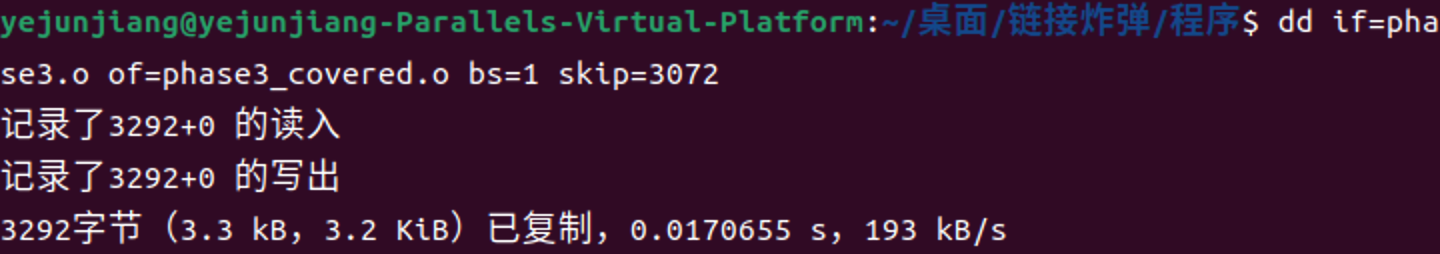 yejunjiang@yejunjiang-Parallels-Virtual-Platform:~/桌面/链接炸弹/程序$ dd if=pha
se3.o of=phase3_covered.o bs=1 skip=3072
记录了3292+0 的读入
记录了3292+0 的写出
3292字节（3.3 kB，3.2 KiB）已复制，0.0170655 s，193 kB/s